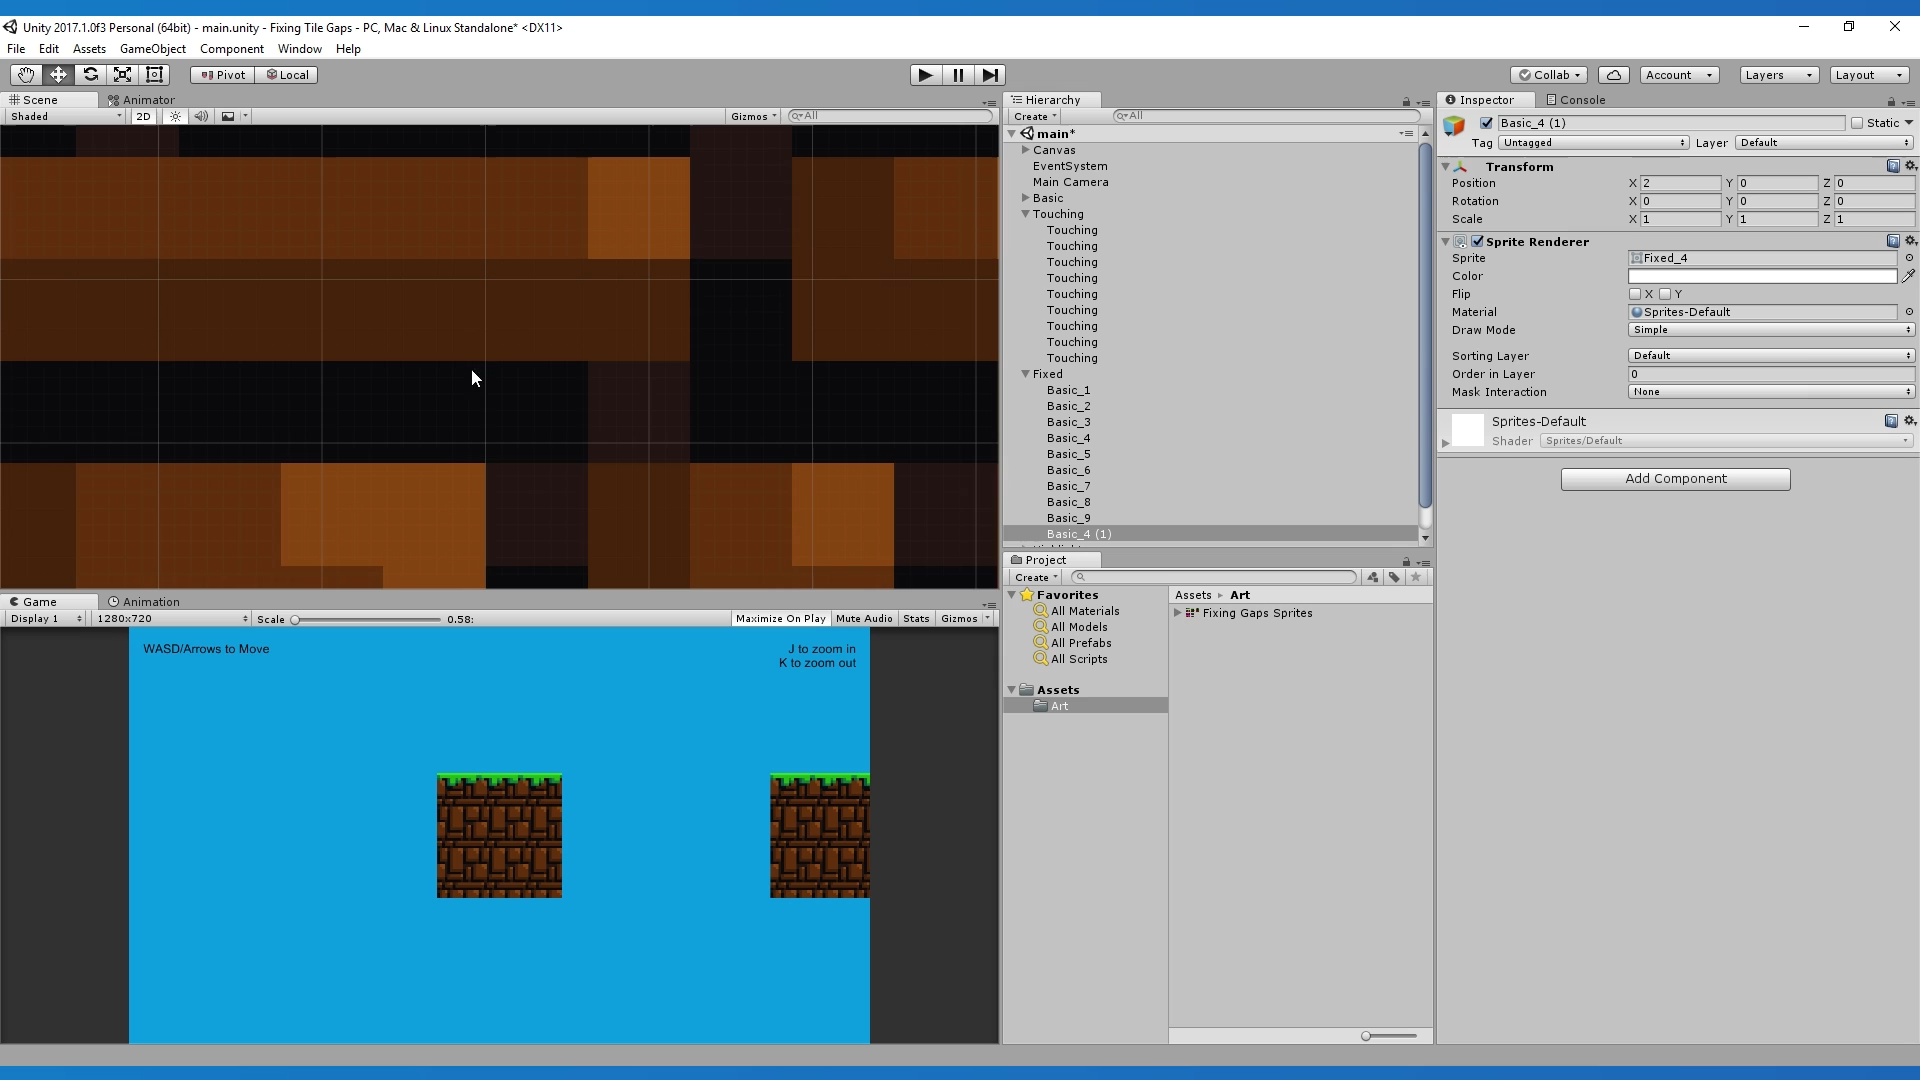 Unity 2017.1.0f3 Personal (64bit) - main.unity - Fixing Tile Gaps - PC, Mac & Linux Standalone* <DX11>
File Edit Assets GameObject Component Window Help
Pivot Local Collab Account Layers Layout
Scene Animator
Shaded 2D Gizmos All
Hierarchy
Create All
main*
Canvas
EventSystem
Main Camera
Basic
Touching
Touching
Touching
Touching
Touching
Touching
Touching
Touching
Touching
Touching
Fixed
Basic_1
Basic_2
Basic_3
Basic_4
Basic_5
Basic_6
Basic_7
Basic_8
Basic_9
Basic_4 (1)
Inspector Console
Basic_4 (1) Static
Tag Untagged Layer Default
Transform
Position X 2 Y 0 Z 0
Rotation X 0 Y 0 Z 0
Scale X 1 Y 1 Z 1
Sprite Renderer
Sprite Fixed_4
Color
Flip X Y
Material Sprites-Default
Draw Mode Simple
Sorting Layer Default
Order in Layer 0
Mask Interaction None
Sprites-Default
Shader Sprites/Default
Add Component
Game Animation
Display 1 1280x720 Scale 0.58: Maximize On Play Mute Audio Stats Gizmos
WASD/Arrows to Move
J to zoom in
K to zoom out
Project
Create
Favorites
All Materials
All Models
All Prefabs
All Scripts
Assets
Art
Assets Art
Fixing Gaps Sprites